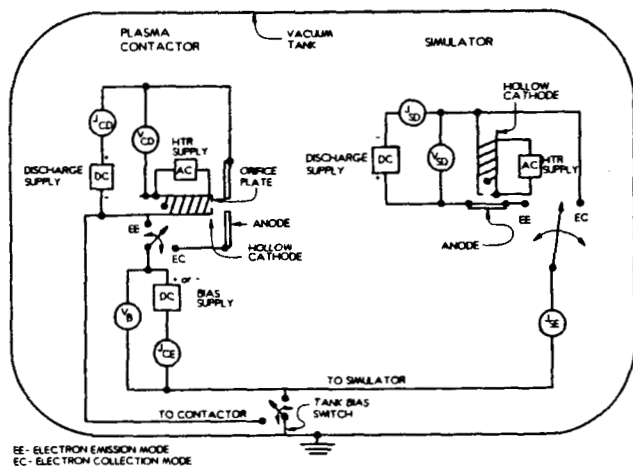 PLASMA
CONTACTOR
VACUUM
TANK
SIMULATOR
HOLLOW
CATHODE
J_CD
V_CD
HTR
SUPPLY
AC
ORIFICE
PLATE
DISCHARGE
SUPPLY
+
DC
-
EE
EC
ANODE
HOLLOW
CATHODE
+ or -
DC
BIAS
SUPPLY
V_B
J_CE
J_SD
-
DISCHARGE
SUPPLY
DC
+
V_SD
HTR
SUPPLY
AC
EE
EC
ANODE
J_SE
TO SIMULATOR
TO CONTACTOR
TANK BIAS
SWITCH
EE- ELECTRON EMISSION MODE
EC- ELECTRON COLLECTION MODE